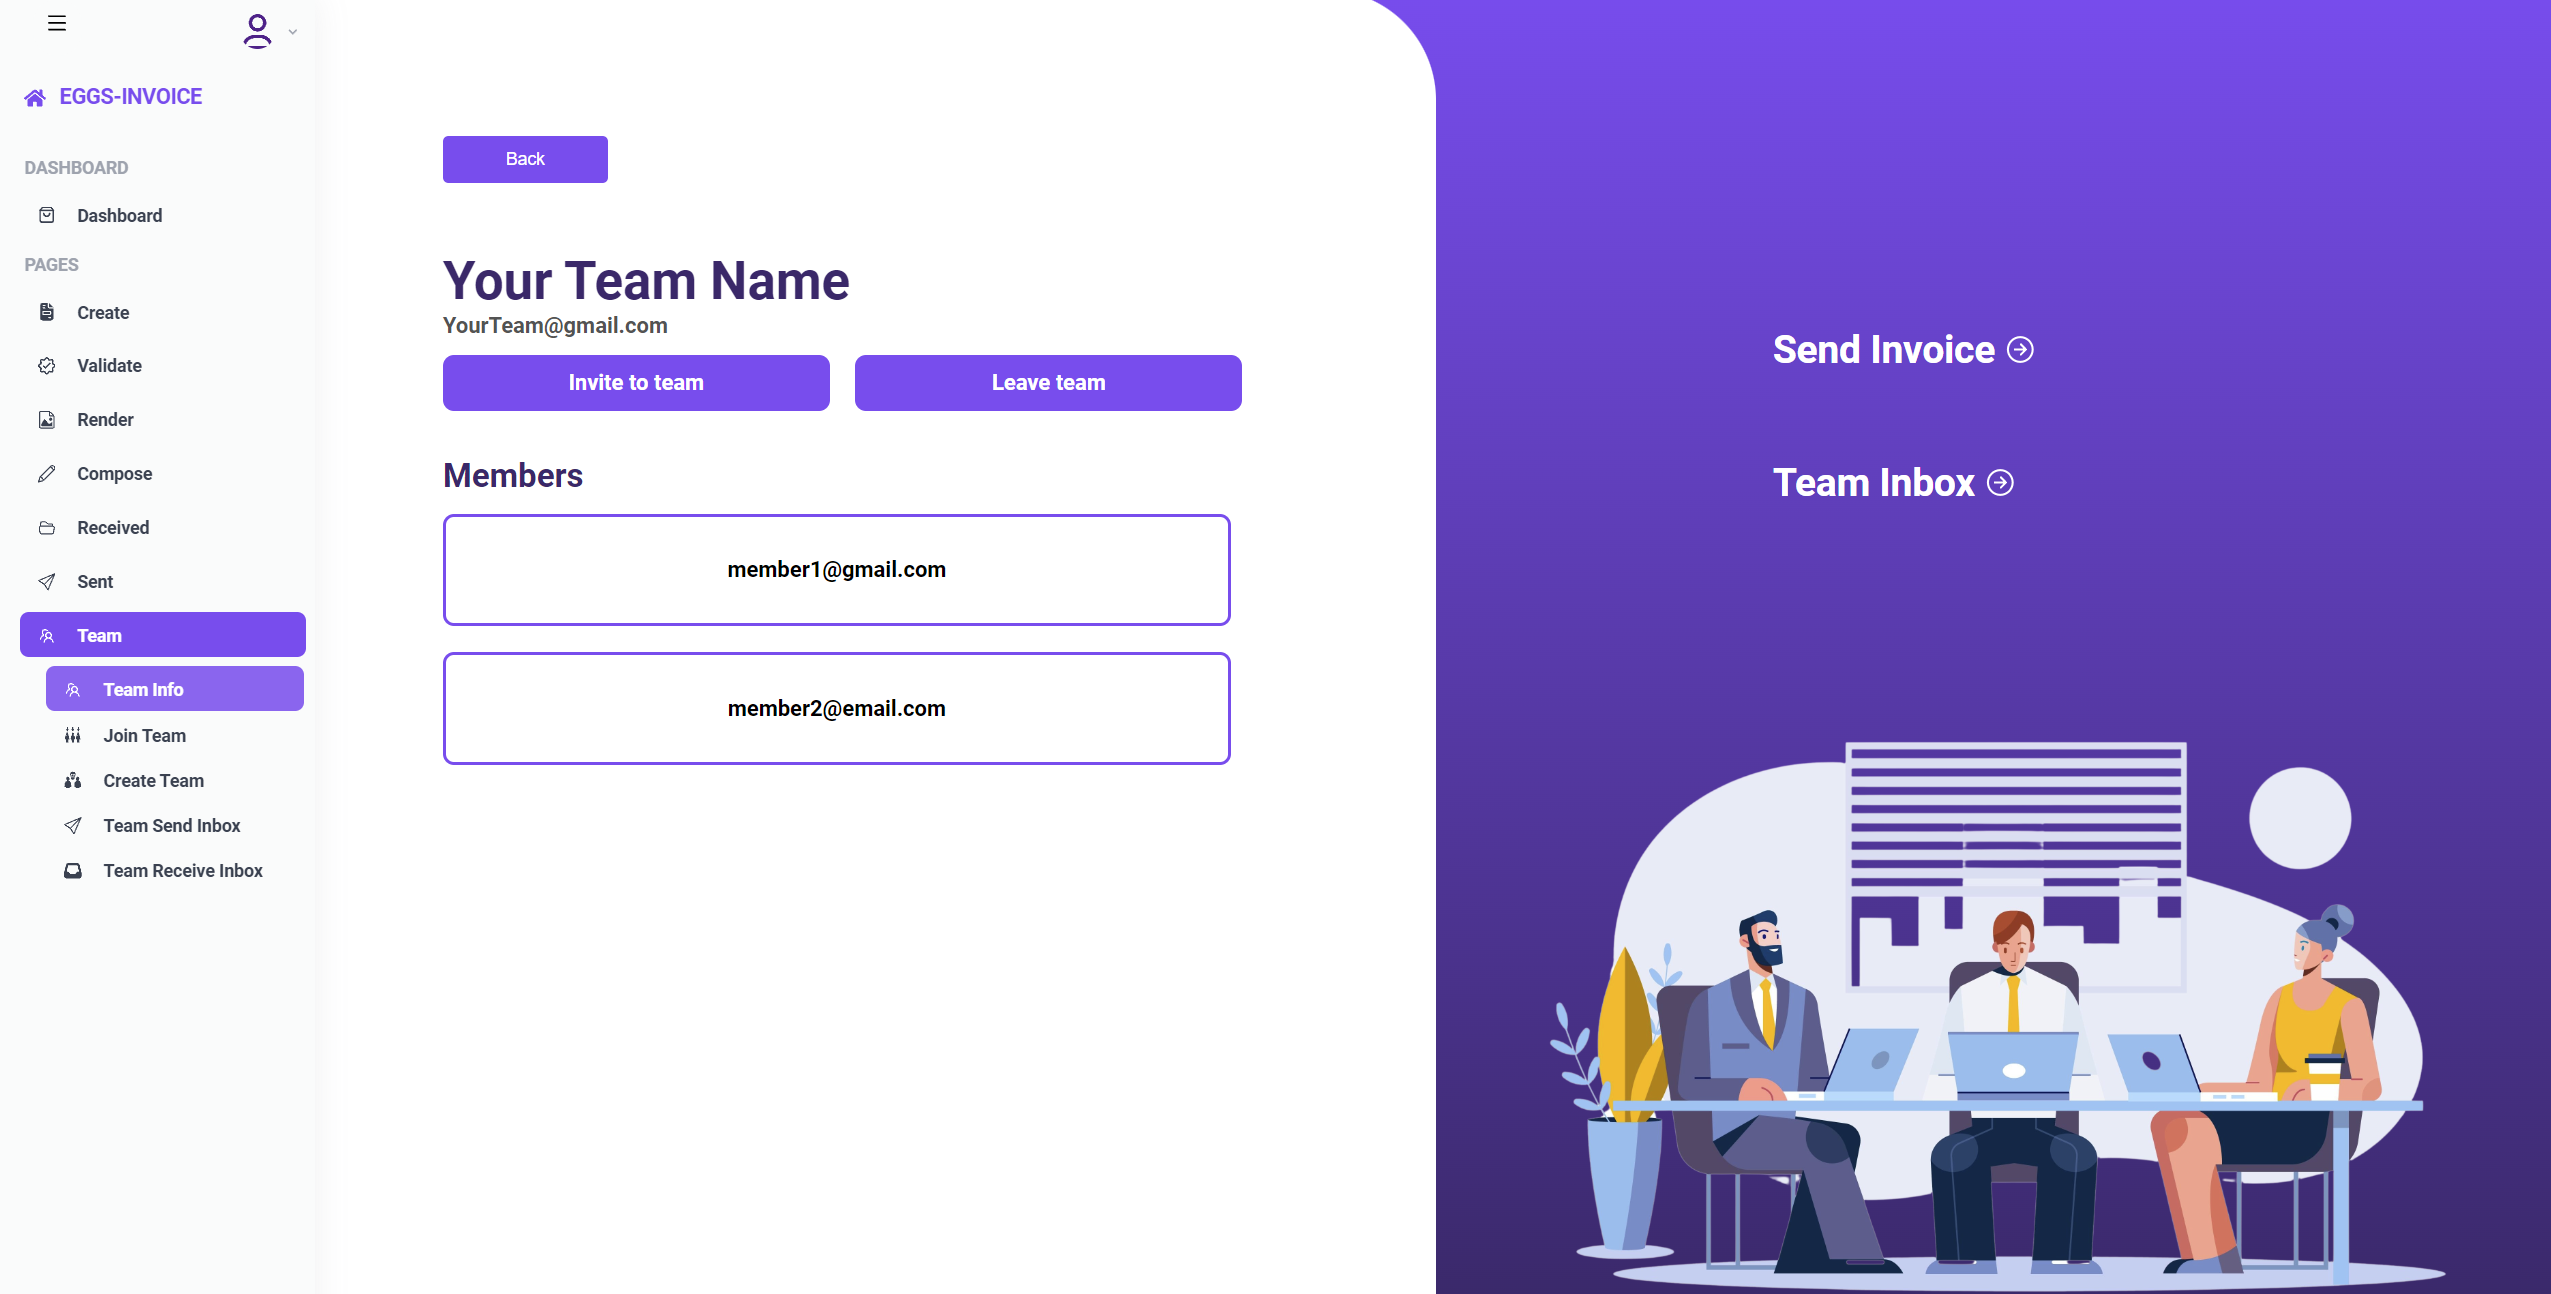 EGGS-INVOICE
DASHBOARD
Dashboard
PAGES
Create
Validate
Render
Compose
Received
Sent
Team
Team Info
Join Team
Create Team
Team Send Inbox
Team Receive Inbox
Back
Your Team Name
YourTeam@gmail.com
Invite to team
Leave team
Members
member1@gmail.com
member2@email.com
Send Invoice
Team Inbox